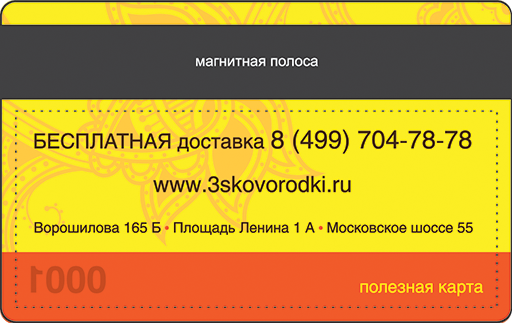 магнитная полоса
БЕСПЛАТНАЯ доставка 8 (499) 704-78-78
www.3skovorodki.ru
Ворошилова 165 Б • Площадь Ленина 1 А • Московское шоссе 55
1000
полезная карта